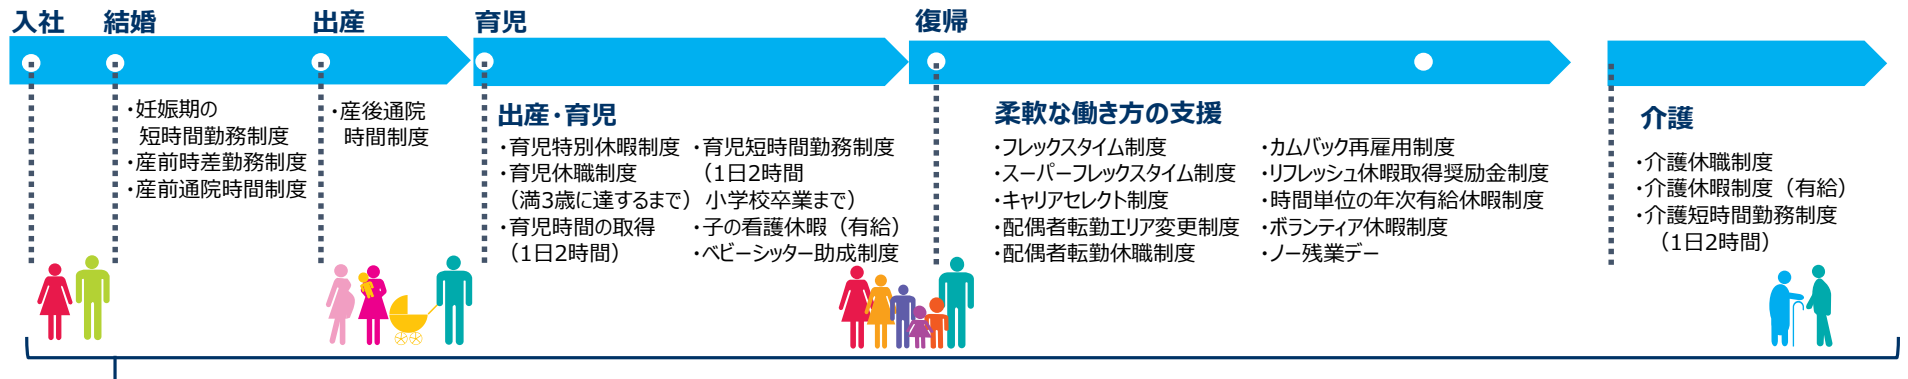 入社
結婚
出産
育児
復帰
・妊娠期の
短時間勤務制度
・産前時差勤務制度
・産前通院時間制度
・産後通院
時間制度
出産・育児
・育児特別休暇制度
・育児休職制度
（満3歳に達するまで）
・育児時間の取得
（1日2時間）
・育児短時間勤務制度
（1日2時間
小学校卒業まで）
・子の看護休暇（有給）
・ベビーシッター助成制度
柔軟な働き方の支援
・フレックスタイム制度
・スーパーフレックスタイム制度
・キャリアセレクト制度
・配偶者転勤エリア変更制度
・配偶者転勤休職制度
・カムバック再雇用制度
・リフレッシュ休暇取得奨励金制度
・時間単位の年次有給休暇制度
・ボランティア休暇制度
・ノー残業デー
介護
・介護休職制度
・介護休暇制度（有給）
・介護短時間勤務制度
（1日2時間）